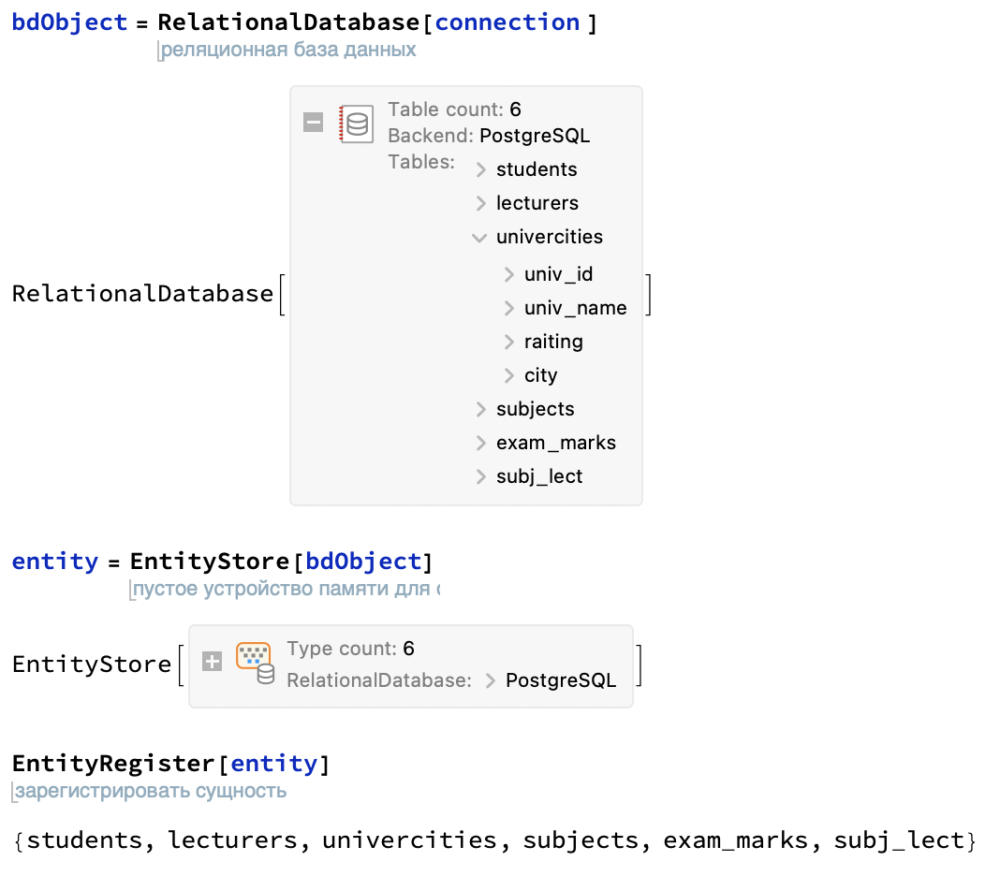 bdObject = RelationalDatabase[connection ]
реляционная база данных
Table count: 6
Backend: PostgreSQL
Tables:
students
lecturers
univercities
univ_id
RelationalDatabase[ ]
univ_name
raiting
city
subjects
exam_marks
subj_lect
entity = EntityStore[bdObject]
пустое устройство памяти для
Type count: 6
EntityStore[ ]
RelationalDatabase: PostgreSQL
EntityRegister[entity]
зарегистрировать сущность
{students, lecturers, univercities, subjects, exam_marks, subj_lect}